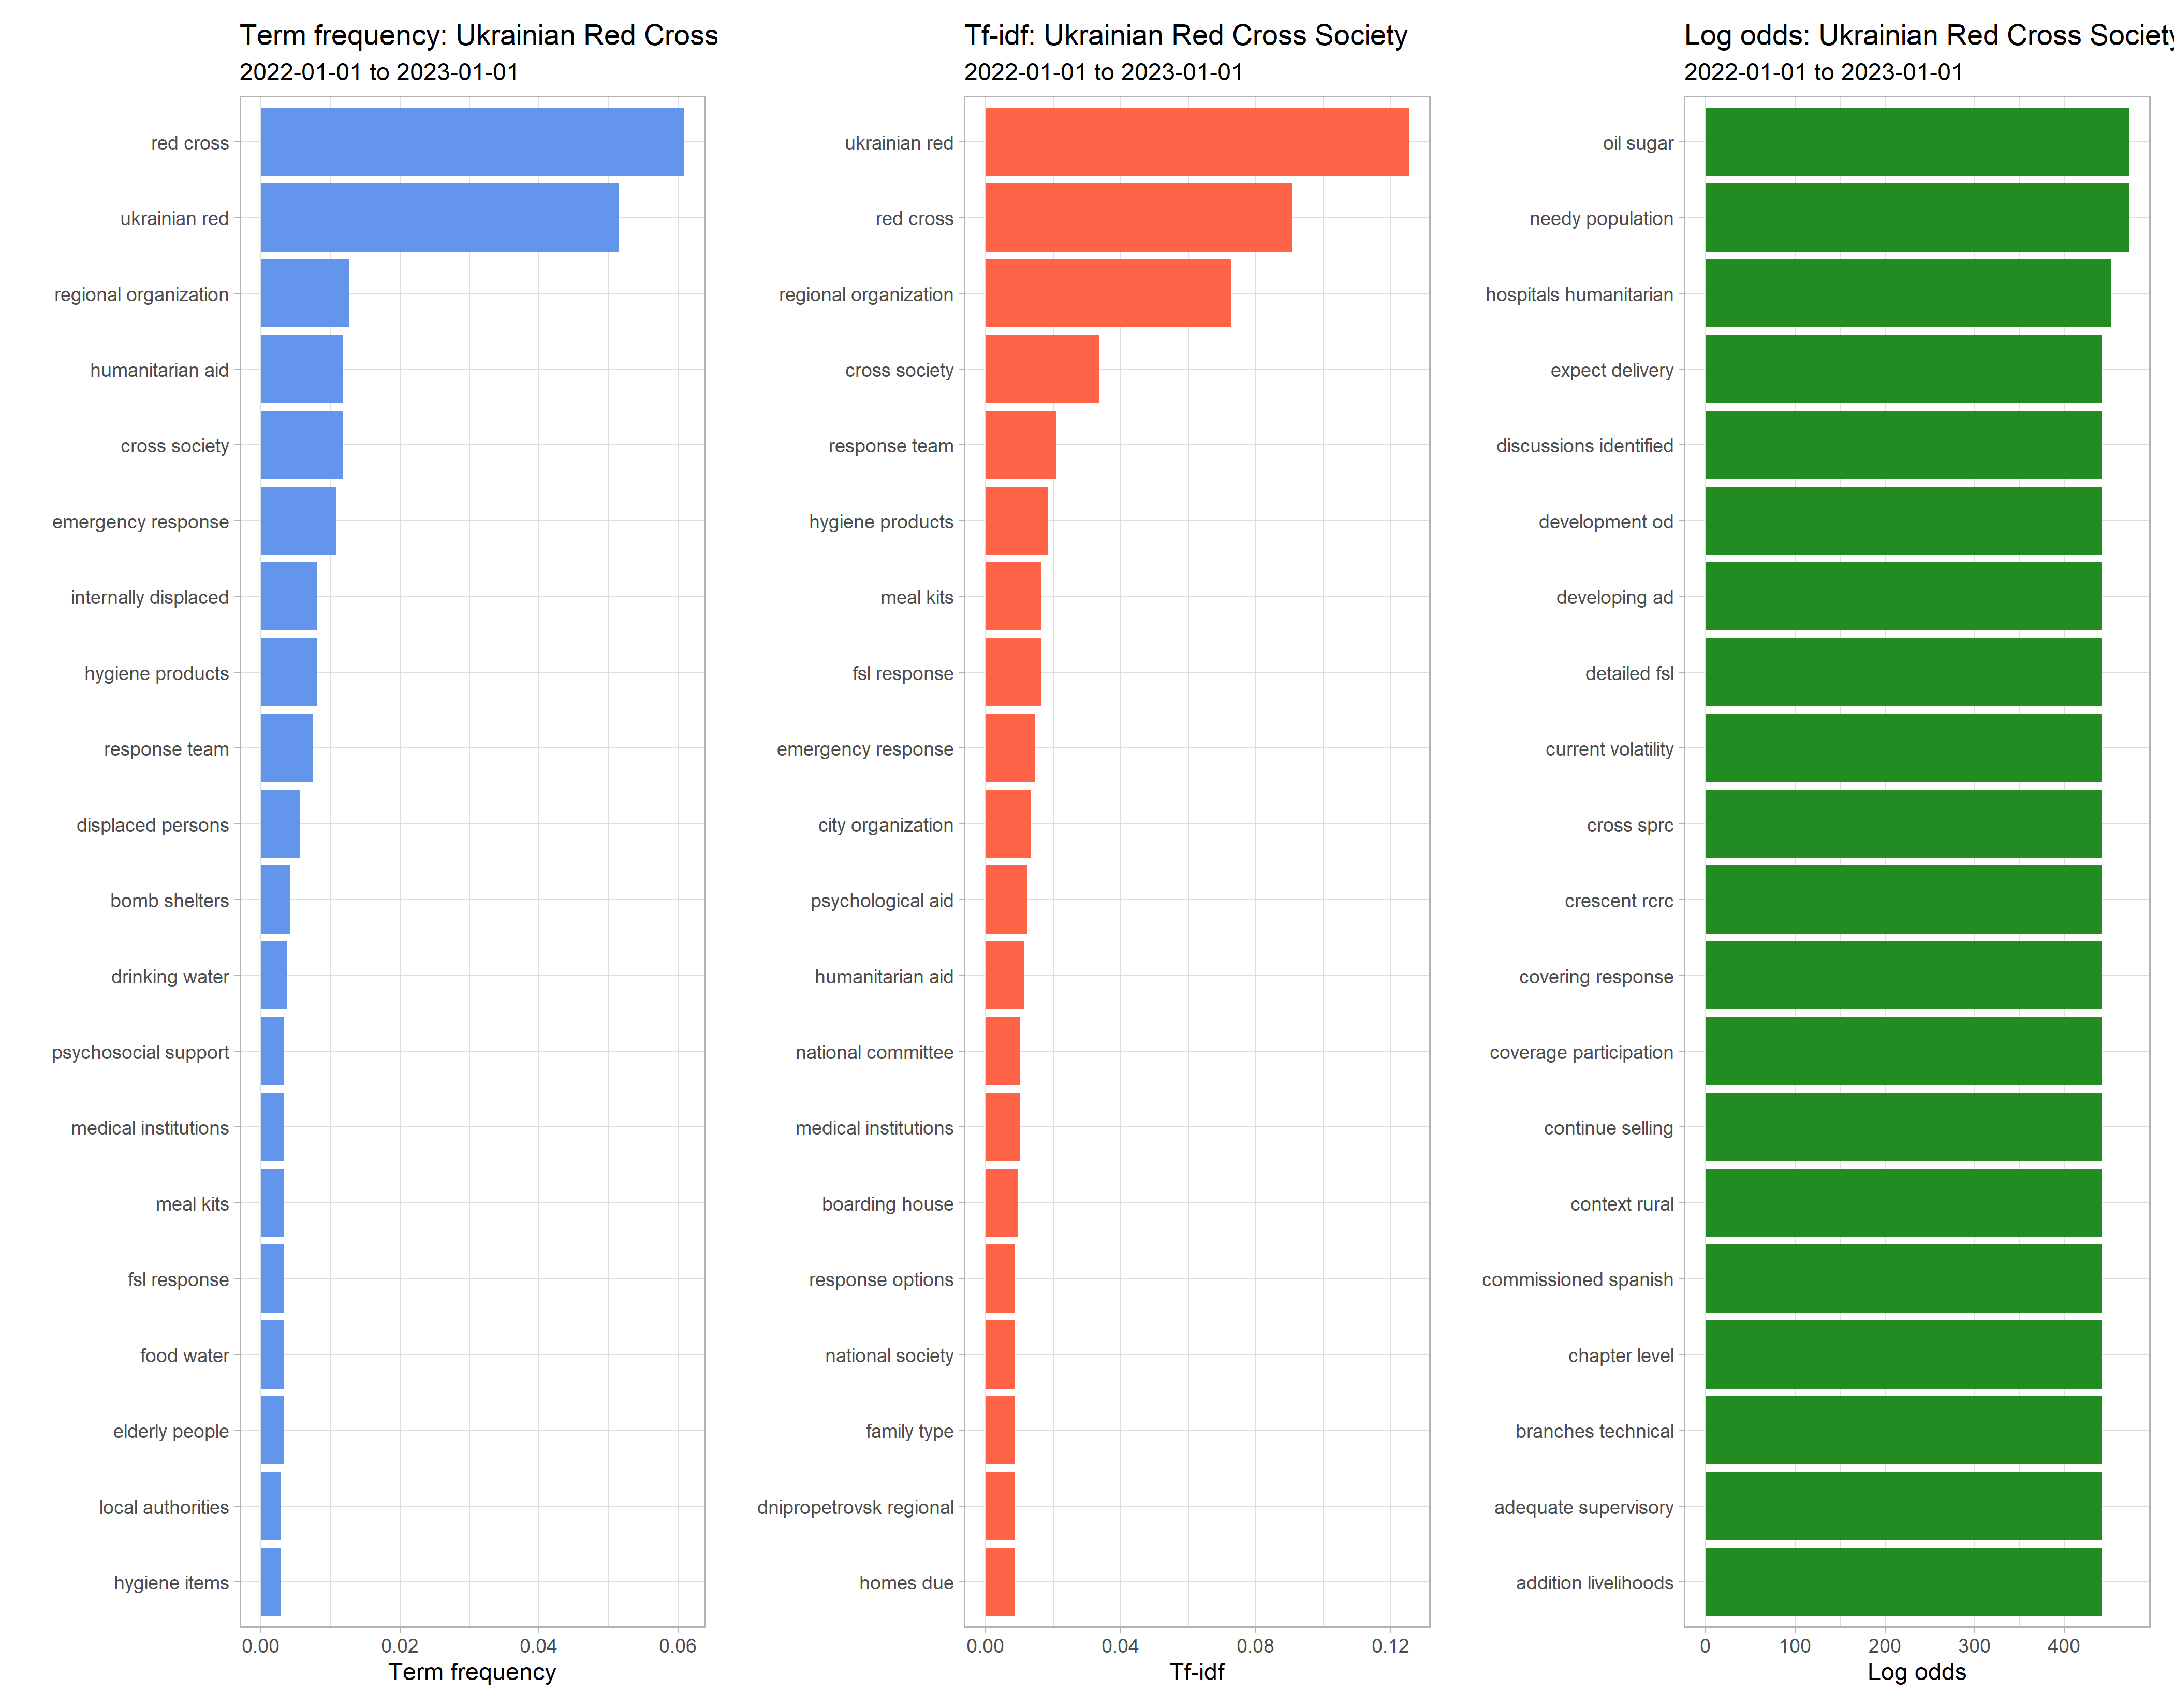 Term frequency: Ukrainian Red Cross
2022-01-01 to 2023-01-01
red cross
ukrainian red
regional organization
humanitarian aid
cross society
emergency response
internally displaced
hygiene products
response team
displaced persons
bomb shelters
drinking water
psychosocial support
medical institutions
meal kits
fsl response
food water
elderly people
local authorities
hygiene items
0.00 0.02 0.04 0.06
Term frequency
Tf-idf: Ukrainian Red Cross Society
2022-01-01 to 2023-01-01
ukrainian red
red cross
regional organization
cross society
response team
hygiene products
meal kits
fsl response
emergency response
city organization
psychological aid
humanitarian aid
national committee
medical institutions
boarding house
response options
national society
family type
dnipropetrovsk regional
homes due
0.00 0.04 0.08 0.12
Tf-idf
Log odds: Ukrainian Red Cross Society
2022-01-01 to 2023-01-01
oil sugar
needy population
hospitals humanitarian
expect delivery
discussions identified
development od
developing ad
detailed fsl
current volatility
cross sprc
crescent rcrc
covering response
coverage participation
continue selling
context rural
commissioned spanish
chapter level
branches technical
adequate supervisory
addition livelihoods
0 100 200 300 400
Log odds